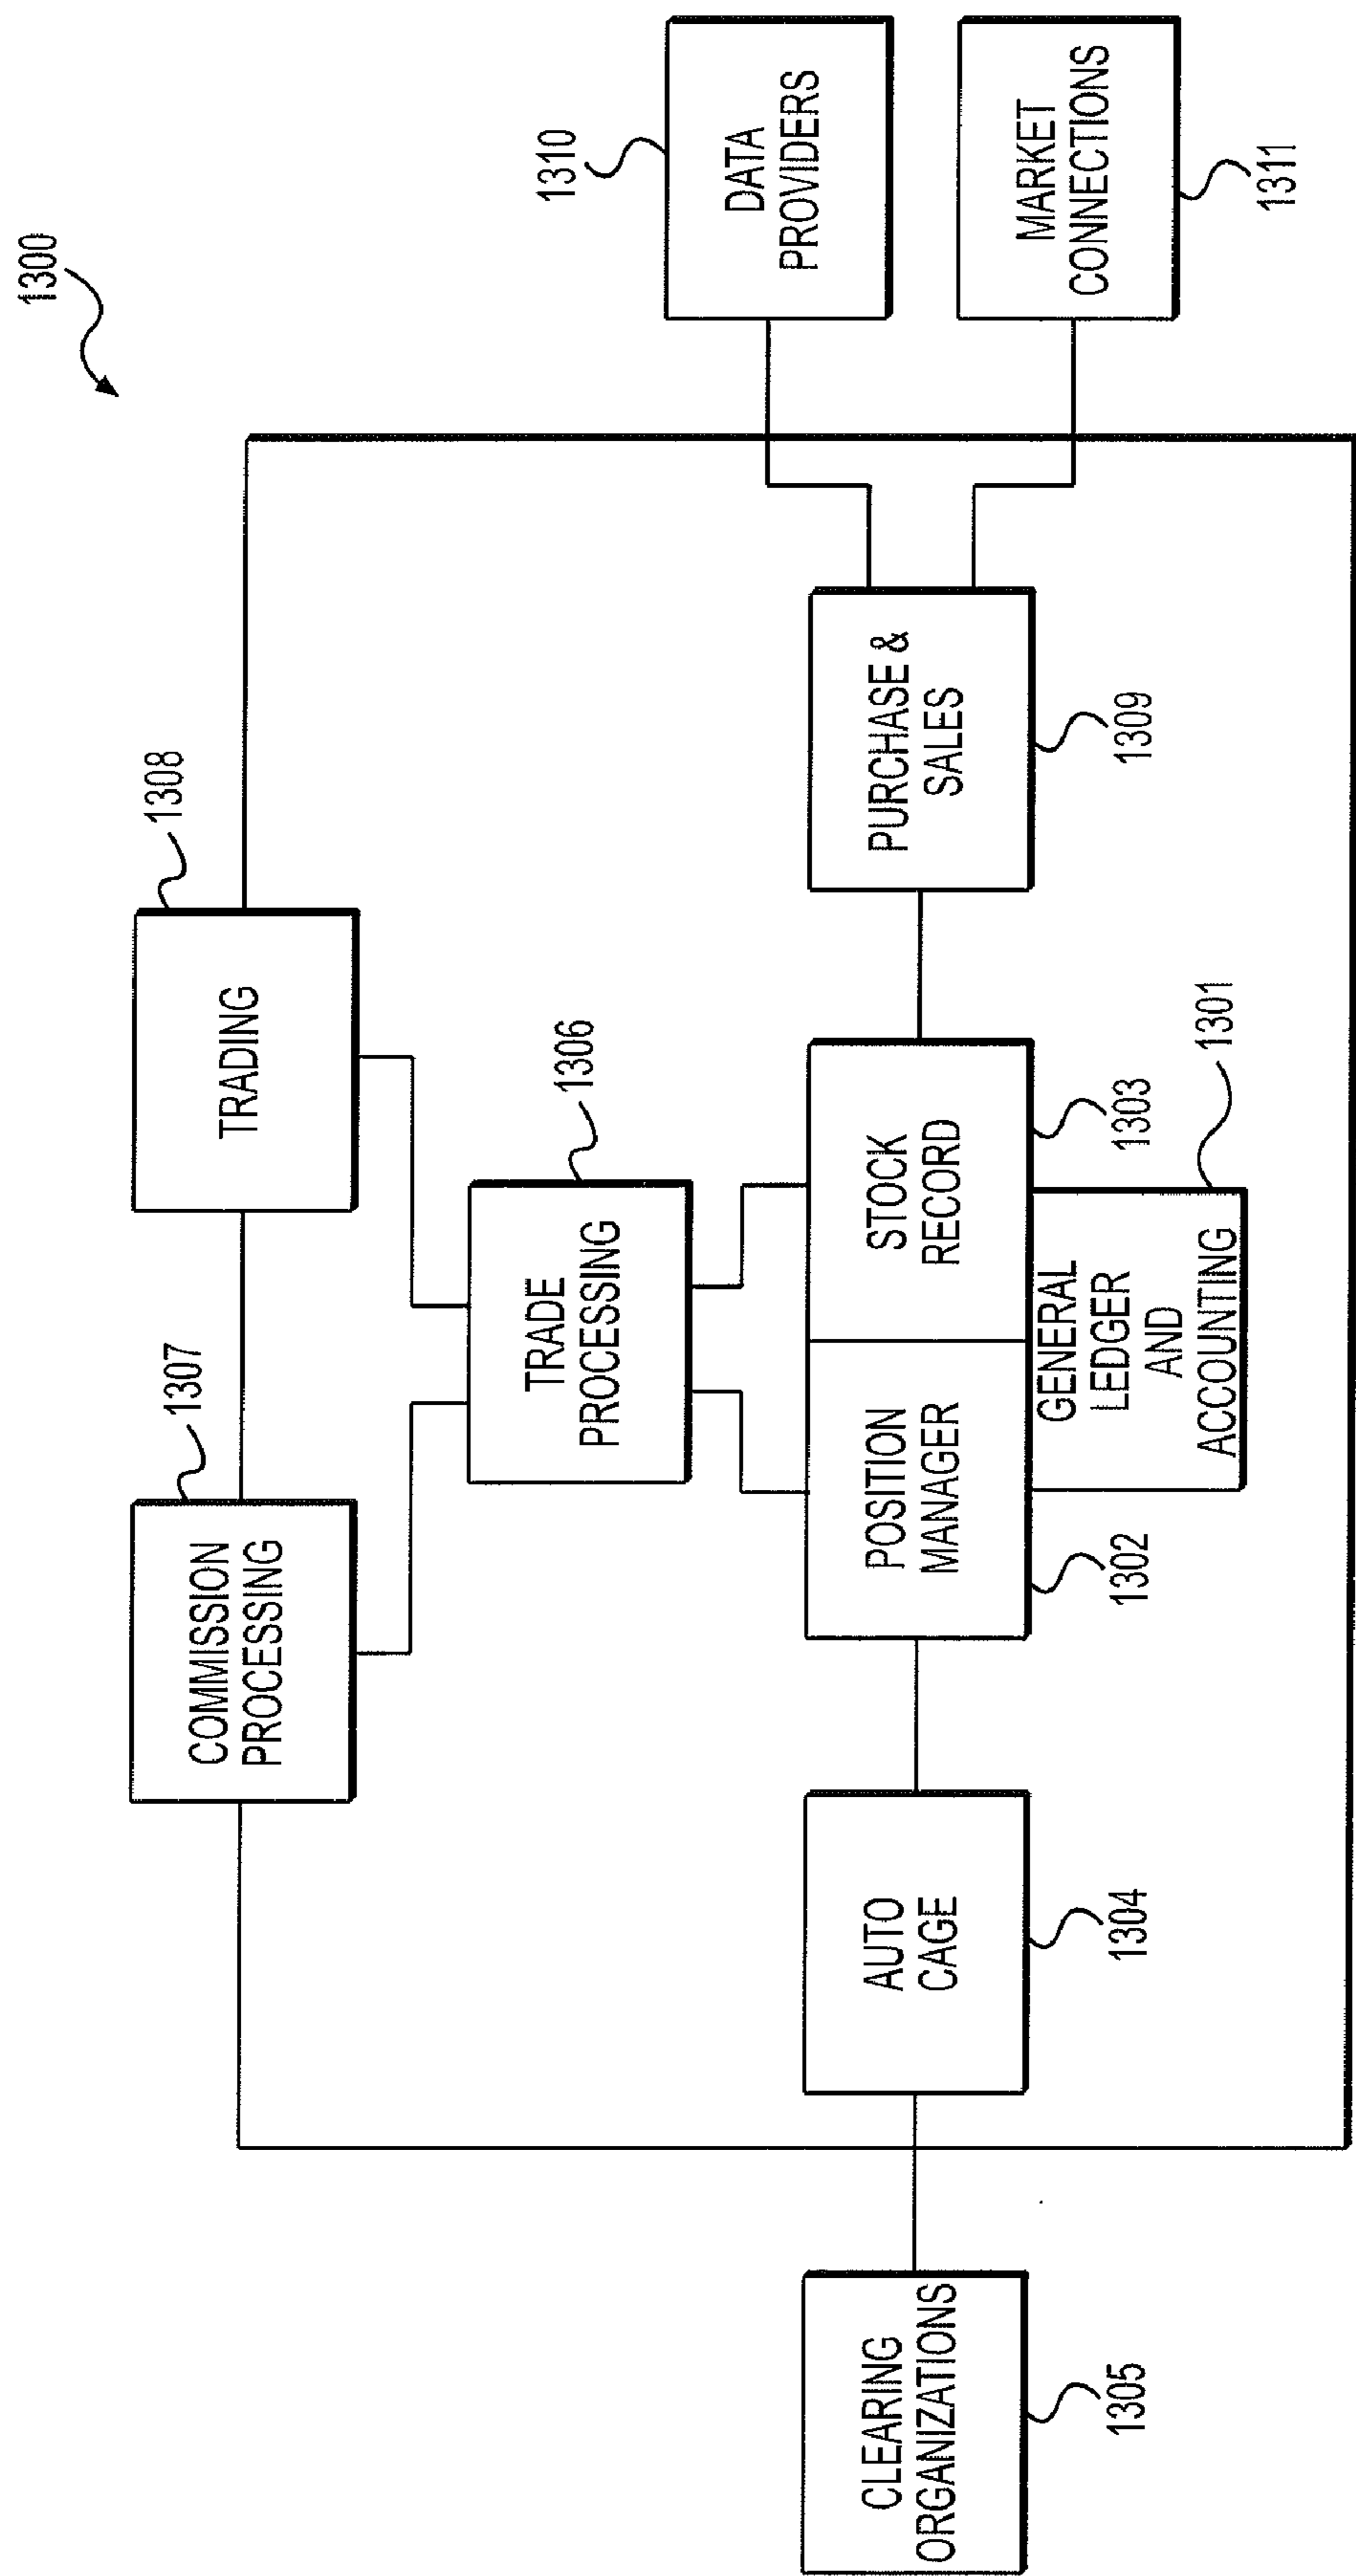 1300
1307
COMMISSION
PROCESSING
1308
TRADING
1310
DATA
PROVIDERS
1306
TRADE
PROCESSING
MARKET
CONNECTIONS
1311
CLEARING
ORGANIZATIONS
1305
AUTO
CAGE
1304
POSITION
MANAGER
1302
STOCK
RECORD
1303
PURCHASE &
SALES
1309
GENERAL
LEDGER
AND
ACCOUNTING
1301